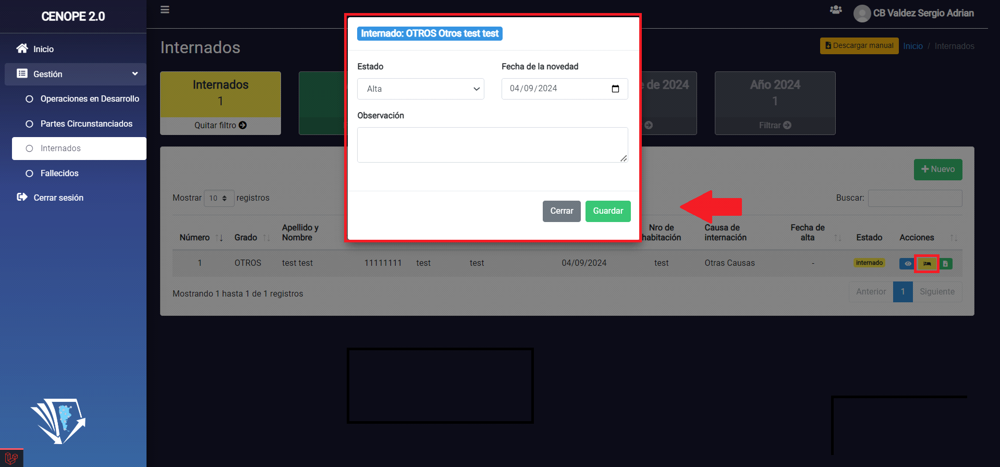 CENOPE 2.0
Inicio
Gestión
Operaciones en Desarrollo
Partes Circunstanciados
Internados
Fallecidos
Cerrar sesión
CB Valdez Sergio Adrian
Internados
Descargar manual
Inicio / Internados
Internados
1
Quitar filtro
de 2024
Año 2024
1
Filtrar
Internado: OTROS Otros test test
Estado
Fecha de la novedad
Alta
04/09/2024
Observación
Cerrar
Guardar
Nuevo
Mostrar 10 registros
Buscar:
Número
Grado
Apellido y
Nombre
Nro de
habitación
Causa de
internación
Fecha de
alta
Estado
Acciones
1 OTROS test test 11111111 test test 04/09/2024 test Otras Causas - internado
Mostrando 1 hasta 1 de 1 registros
Anterior 1 Siguiente